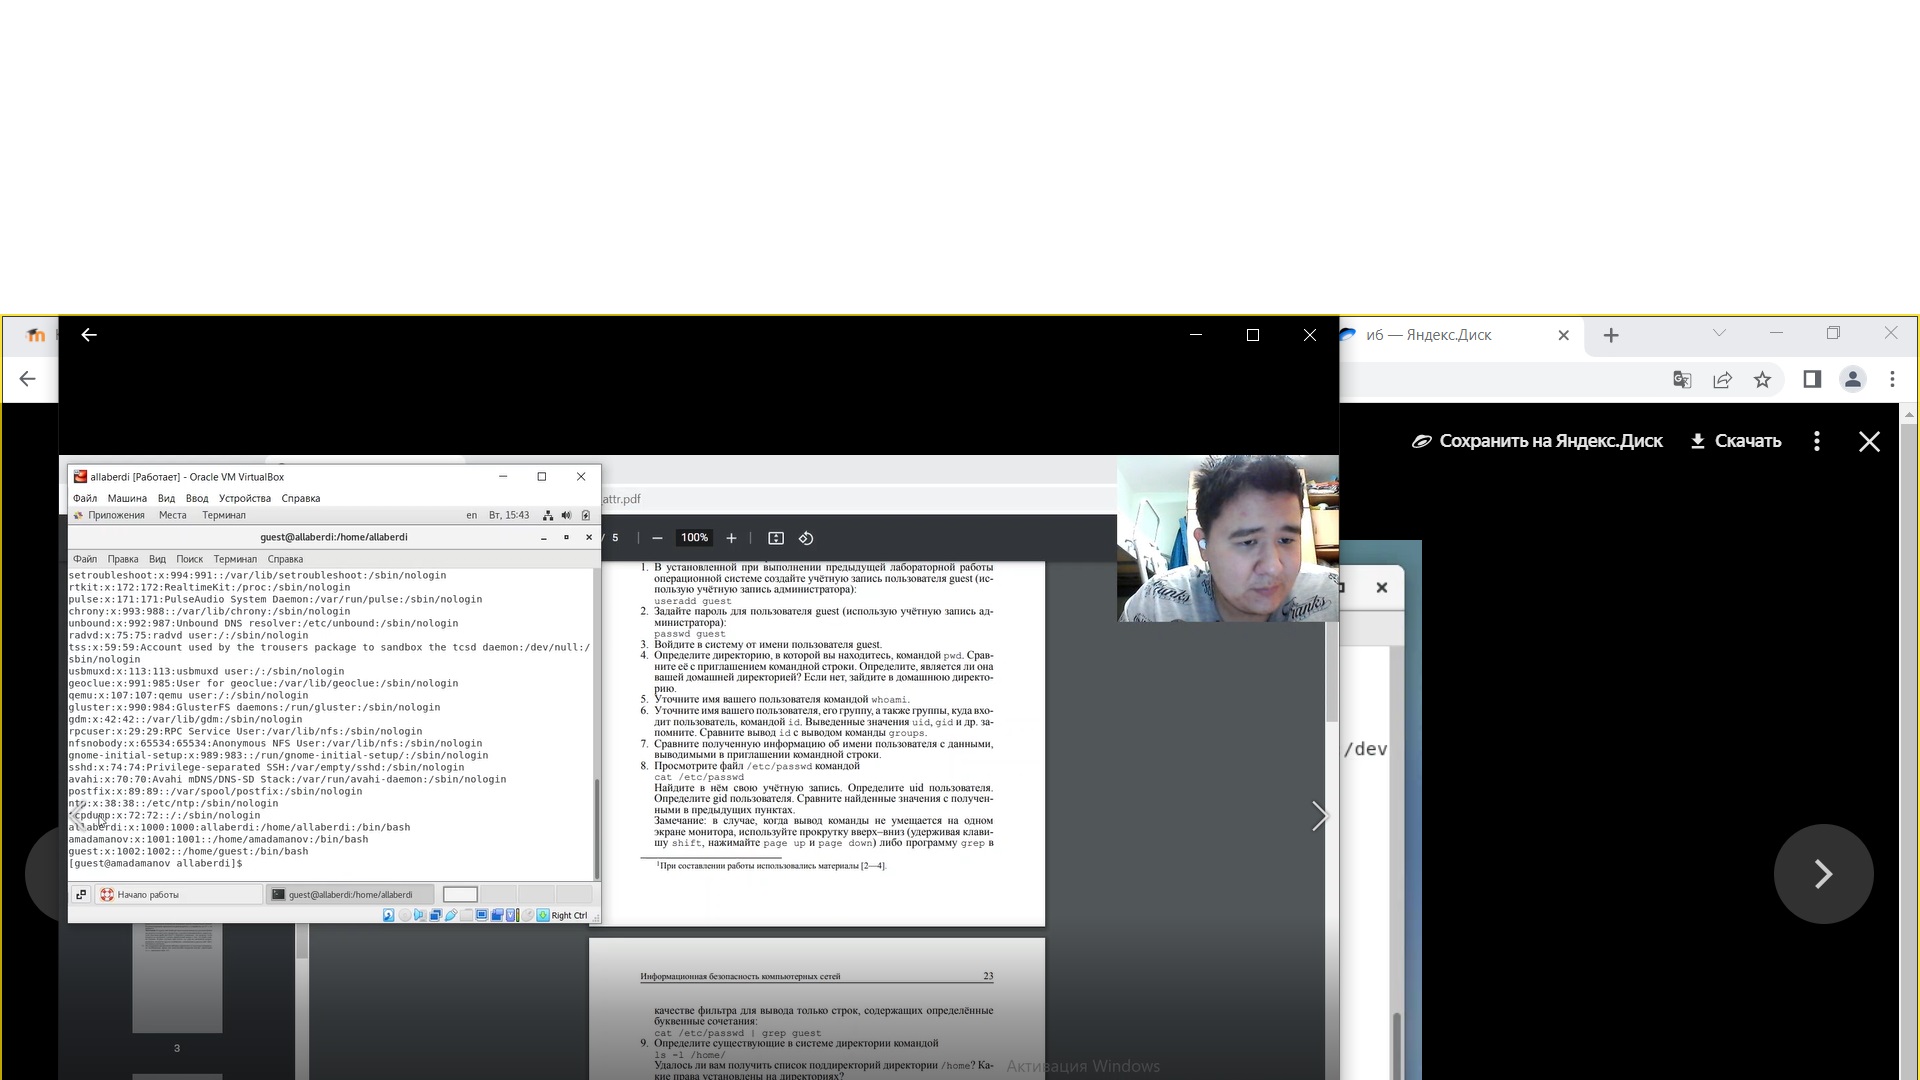 иб — Яндекс.Диск
Сохранить на Яндекс.Диск
Скачать
allaberdi [Работает] - Oracle VM VirtualBox
Файл Машина Вид Ввод Устройства Справка
attr.pdf
Приложения Места Терминал en Вт, 15:43
guest@allaberdi:/home/allaberdi
/ 5 100%
Файл Правка Вид Поиск Терминал Справка
setroubleshoot:x:994:991::/var/lib/setroubleshoot:/sbin/nologin
rtkit:x:172:172:RealtimeKit:/proc:/sbin/nologin
pulse:x:171:171:PulseAudio System Daemon:/var/run/pulse:/sbin/nologin
chrony:x:993:988::/var/lib/chrony:/sbin/nologin
unbound:x:992:987:Unbound DNS resolver:/etc/unbound:/sbin/nologin
radvd:x:75:75:radvd user:/:/sbin/nologin
tss:x:59:59:Account used by the trousers package to sandbox the tcsd daemon:/dev/null:/
sbin/nologin
usbmuxd:x:113:113:usbmuxd user:/:/sbin/nologin
geoclue:x:991:985:User for geoclue:/var/lib/geoclue:/sbin/nologin
qemu:x:107:107:qemu user:/:/sbin/nologin
gluster:x:990:984:GlusterFS daemons:/run/gluster:/sbin/nologin
gdm:x:42:42::/var/lib/gdm:/sbin/nologin
rpcuser:x:29:29:RPC Service User:/var/lib/nfs:/sbin/nologin
nfsnobody:x:65534:65534:Anonymous NFS User:/var/lib/nfs:/sbin/nologin
gnome-initial-setup:x:989:983::/run/gnome-initial-setup/:/sbin/nologin
sshd:x:74:74:Privilege-separated SSH:/var/empty/sshd:/sbin/nologin
avahi:x:70:70:Avahi mDNS/DNS-SD Stack:/var/run/avahi-daemon:/sbin/nologin
postfix:x:89:89::/var/spool/postfix:/sbin/nologin
ntp:x:38:38::/etc/ntp:/sbin/nologin
tcpdump:x:72:72::/:/sbin/nologin
allaberdi:x:1000:1000:allaberdi:/home/allaberdi:/bin/bash
amadamanov:x:1001:1001::/home/amadamanov:/bin/bash
guest:x:1002:1002::/home/guest:/bin/bash
[guest@amadamanov allaberdi]$
Начало работы guest@allaberdi:/home/allaberdi
Right Ctrl
3
1. В установленной при выполнении предыдущей лабораторной работы
операционной системе создайте учётную запись пользователя guest (ис-
пользую учётную запись администратора):
useradd guest
2. Задайте пароль для пользователя guest (использую учётную запись ад-
министратора):
passwd guest
3. Войдите в систему от имени пользователя guest.
4. Определите директорию, в которой вы находитесь, командой pwd. Срав-
ните её с приглашением командной строки. Определите, является ли она
вашей домашней директорией? Если нет, зайдите в домашнюю директо-
рию.
5. Уточните имя вашего пользователя командой whoami.
6. Уточните имя вашего пользователя, его группу, а также группы, куда вхо-
дит пользователь, командой id. Выведенные значения uid, gid и др. за-
помните. Сравните вывод id с выводом команды groups.
7. Сравните полученную информацию об имени пользователя с данными,
выводимыми в приглашении командной строки.
8. Просмотрите файл /etc/passwd командой
cat /etc/passwd
Найдите в нём свою учётную запись. Определите uid пользователя.
Определите gid пользователя. Сравните найденные значения с получен-
ными в предыдущих пунктах.
Замечание: в случае, когда вывод команды не умещается на одном
экране монитора, используйте прокрутку вверх–вниз (удерживая клави-
шу shift, нажимайте page up и page down) либо программу grep в
1При составлении работы использовались материалы [2—4].
Информационная безопасность компьютерных сетей 23
качестве фильтра для вывода только строк, содержащих определённые
буквенные сочетания:
cat /etc/passwd | grep guest
9. Определите существующие в системе директории командой
ls -l /home/
Удалось ли вам получить список поддиректорий директории /home? Ка-
кие права установлены на директориях?
/dev
Активация Windows